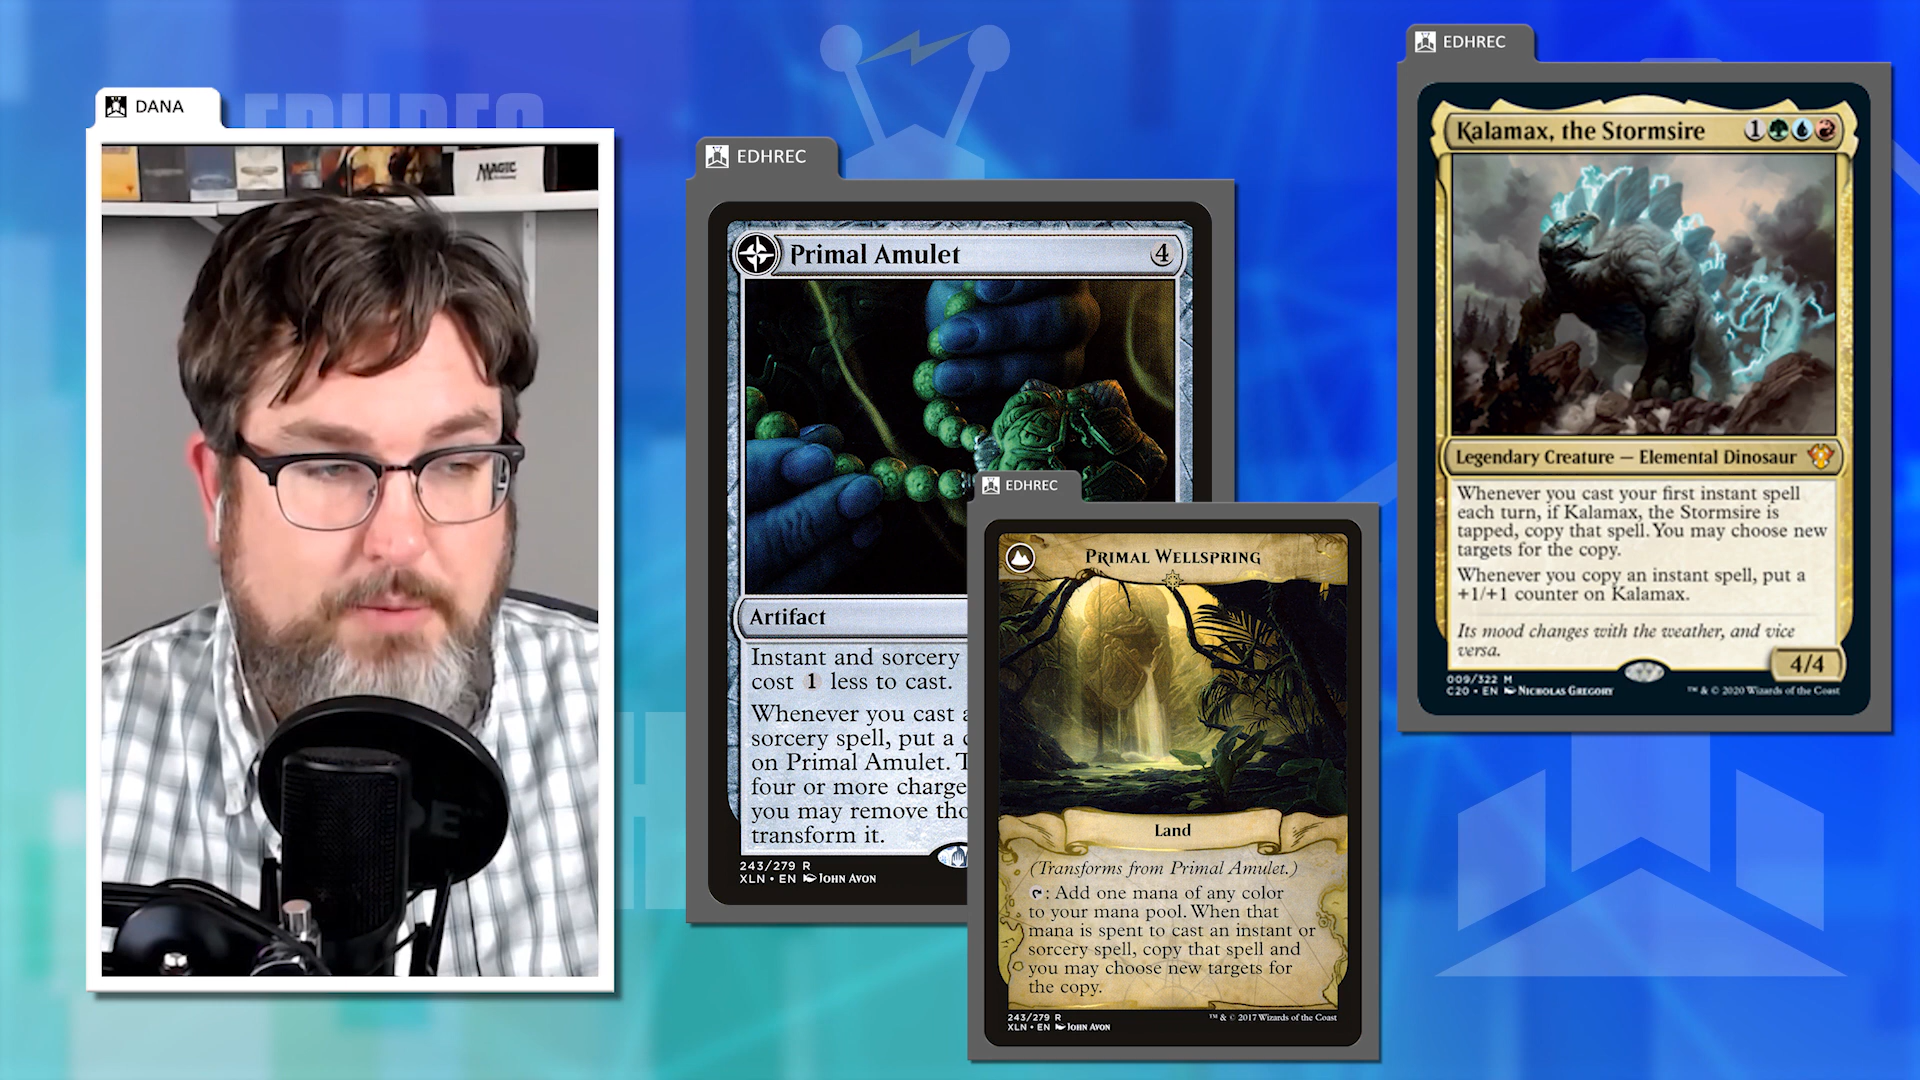 DANA
MAGIC
EDHREC
Primal Amulet 4
Artifact
Instant and sorcery
cost 1 less to cast.
Whenever you cast
sorcery spell, put a
on Primal Amulet.
four or more charge
you may remove
transform it.
243/279 R
XLN • EN JOHN AVON
EDHREC
PRIMAL WELLSPRING
Land
(Transforms from Primal Amulet.)
: Add one mana of any color
to your mana pool. When that
mana is spent to cast an instant or
sorcery spell, copy that spell and
you may choose new targets for
the copy.
243/279 R
XLN • EN JOHN AVON
™ & © 2017 Wizards of the Coast
EDHREC
Kalamax, the Stormsire 1
Legendary Creature — Elemental Dinosaur
Whenever you cast your first instant spell
each turn, if Kalamax, the Stormsire is
tapped, copy that spell. You may choose new
targets for the copy.
Whenever you copy an instant spell, put a
+1/+1 counter on Kalamax.
Its mood changes with the weather, and vice
versa.
4/4
009/322 M
C20 • EN NICHOLAS GREGORY
™ & © 2020 Wizards of the Coast